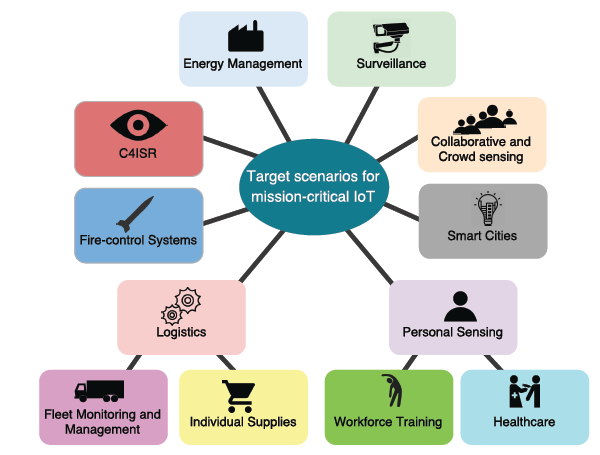 Energy Management
Surveillance
C4ISR
Collaborative and
Crowd sensing
Target scenarios for
mission-critical IoT
Fire-control Systems
Smart Cities
Logistics
Personal Sensing
Fleet Monitoring and
Management
Individual Supplies
Workforce Training
Healthcare